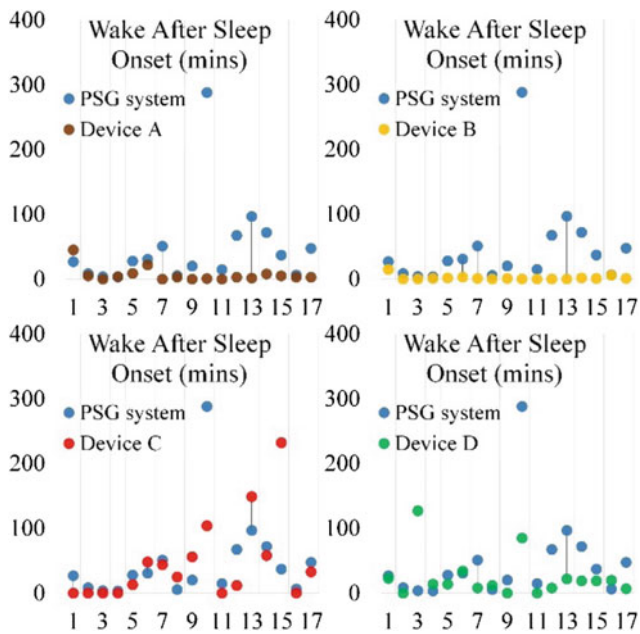 400
Wake After Sleep
Onset (mins)
300
PSG system
200
Device A
100
0
1 3 5 7 9 11 13 15 17
400
Wake After Sleep
Onset (mins)
300
PSG system
200
Device B
100
0
1 3 5 7 9 11 13 15 17
400
Wake After Sleep
Onset (mins)
300
PSG system
200
Device C
100
0
1 3 5 7 9 11 13 15 17
400
Wake After Sleep
Onset (mins)
300
PSG system
200
Device D
100
0
1 3 5 7 9 11 13 15 17